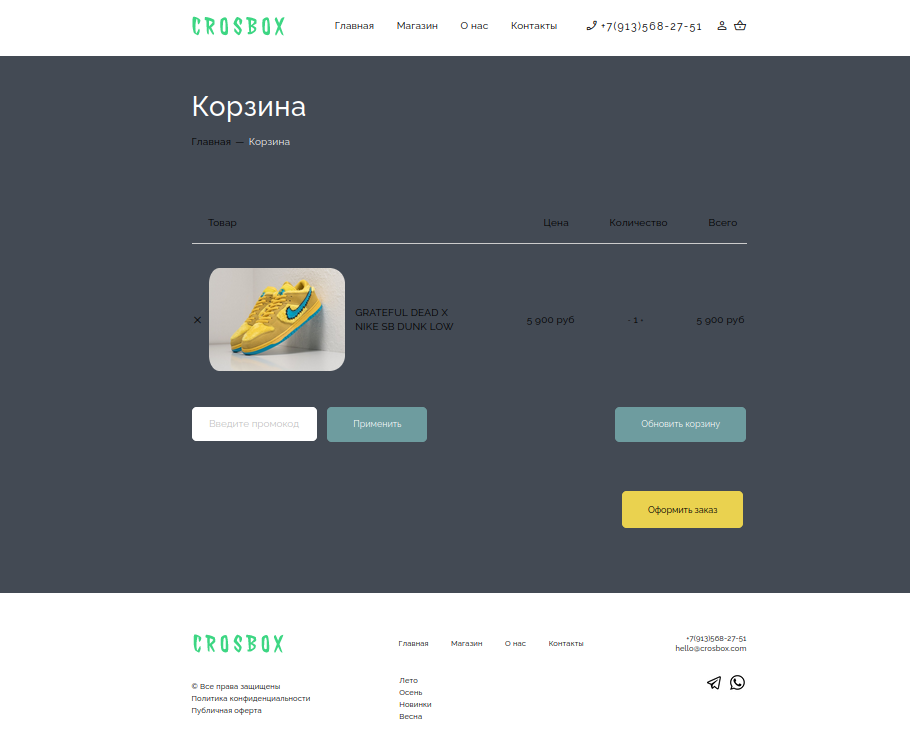 CROSBOX Главная Магазин О нас Контакты +7(913)568-27-51
Корзина
Главная — Корзина
Товар Цена Количество Всего
× GRATEFUL DEAD X
NIKE SB DUNK LOW 5 900 руб - 1 + 5 900 руб
Введите промокод Применить Обновить корзину
Оформить заказ
CROSBOX Главная Магазин О нас Контакты +7(913)568-27-51
hello@crosbox.com
© Все права защищены
Политика конфиденциальности
Публичная оферта
Лето
Осень
Новинки
Весна